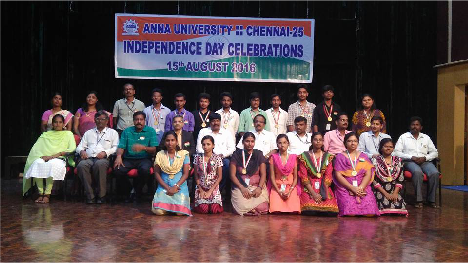 ANNA UNIVERSITY :: CHENNAI-25
INDEPENDENCE DAY CELEBRATIONS
15TH AUGUST 2016